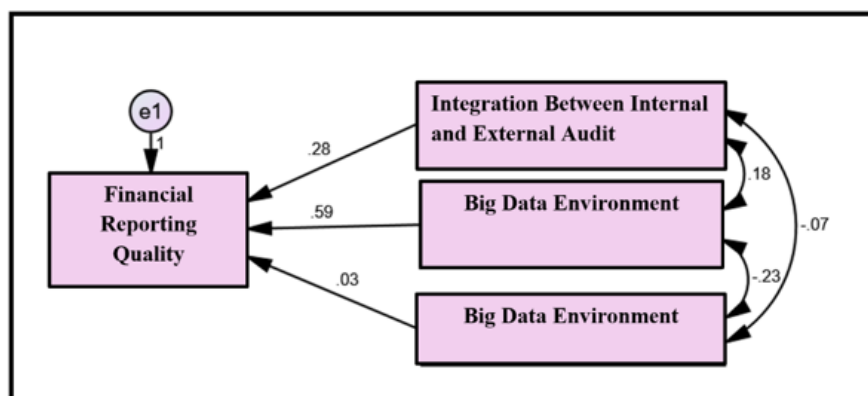 e1
1
Financial
Reporting
Quality
Integration Between Internal
and External Audit
Big Data Environment
Big Data Environment
.28
.59
.03
.18
-.07
-.23